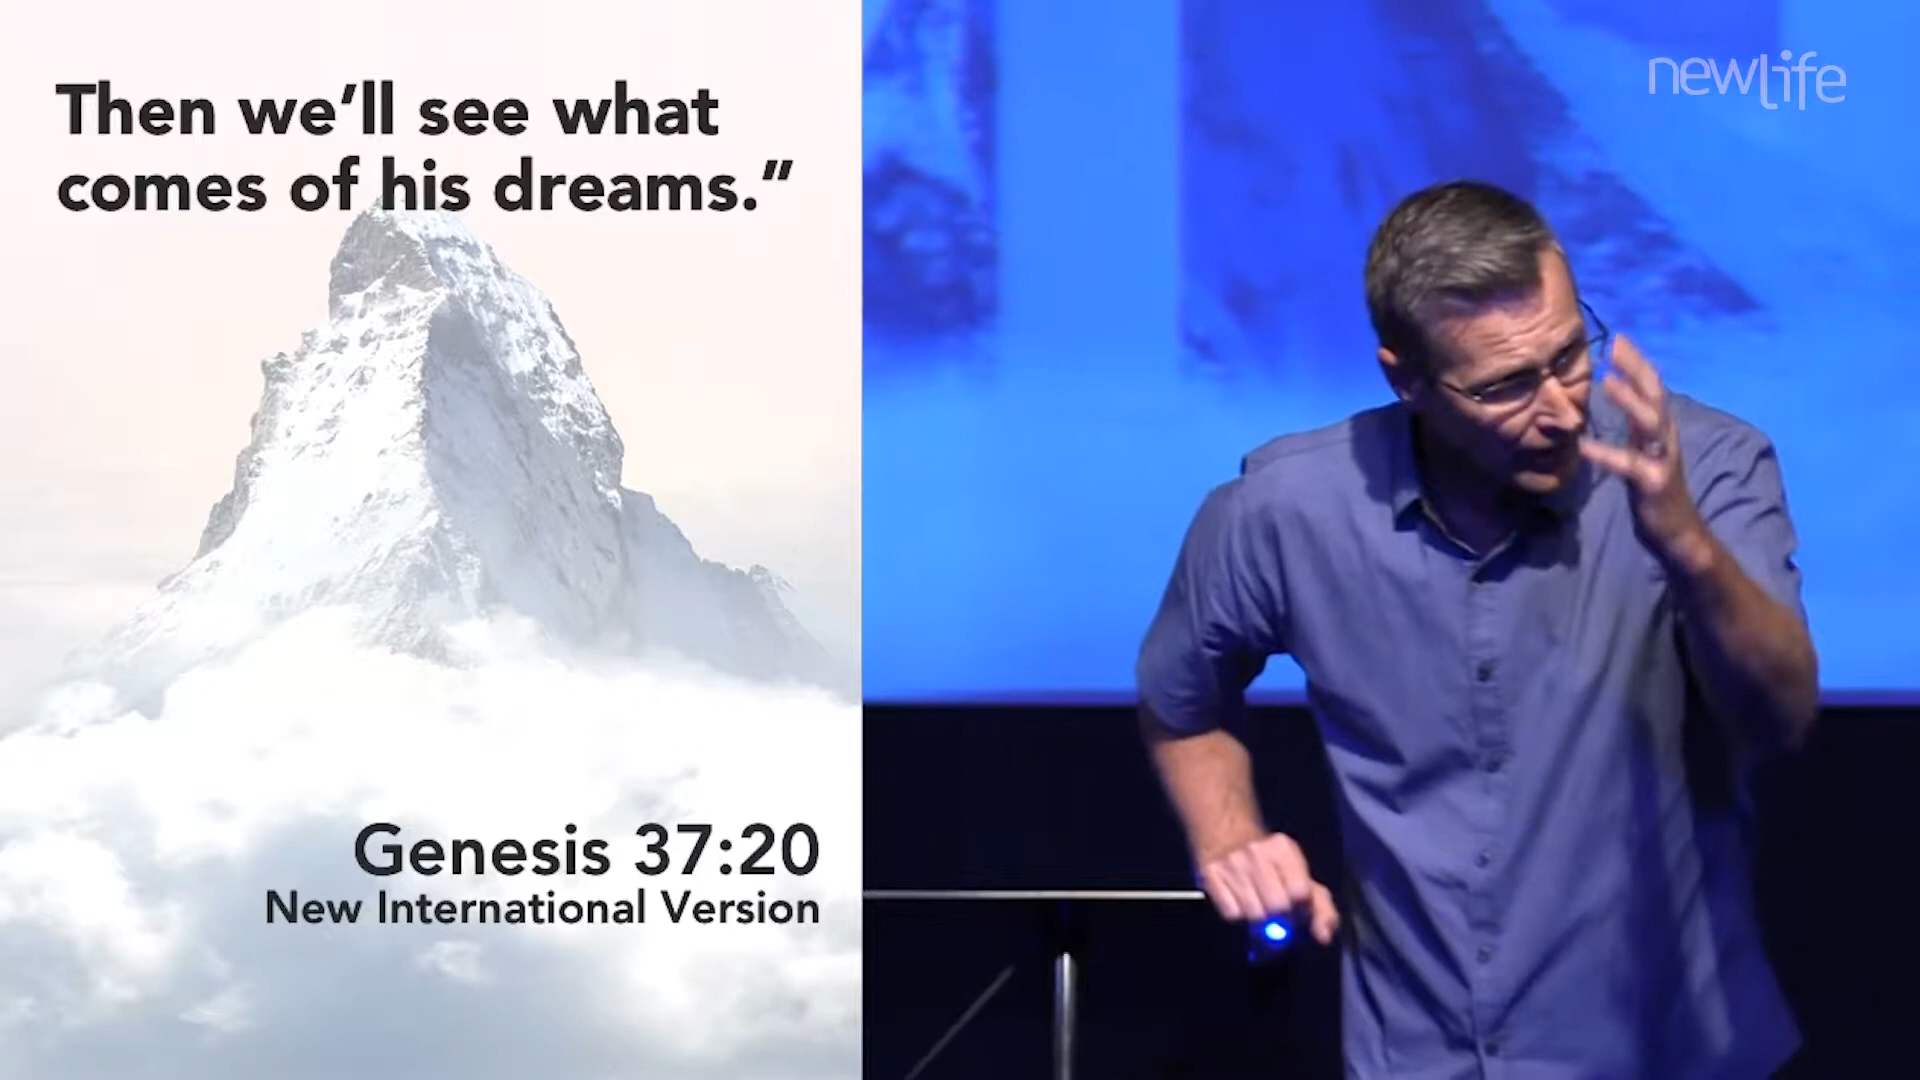 Then we’ll see what
comes of his dreams.”
Genesis 37:20
New International Version
newlife